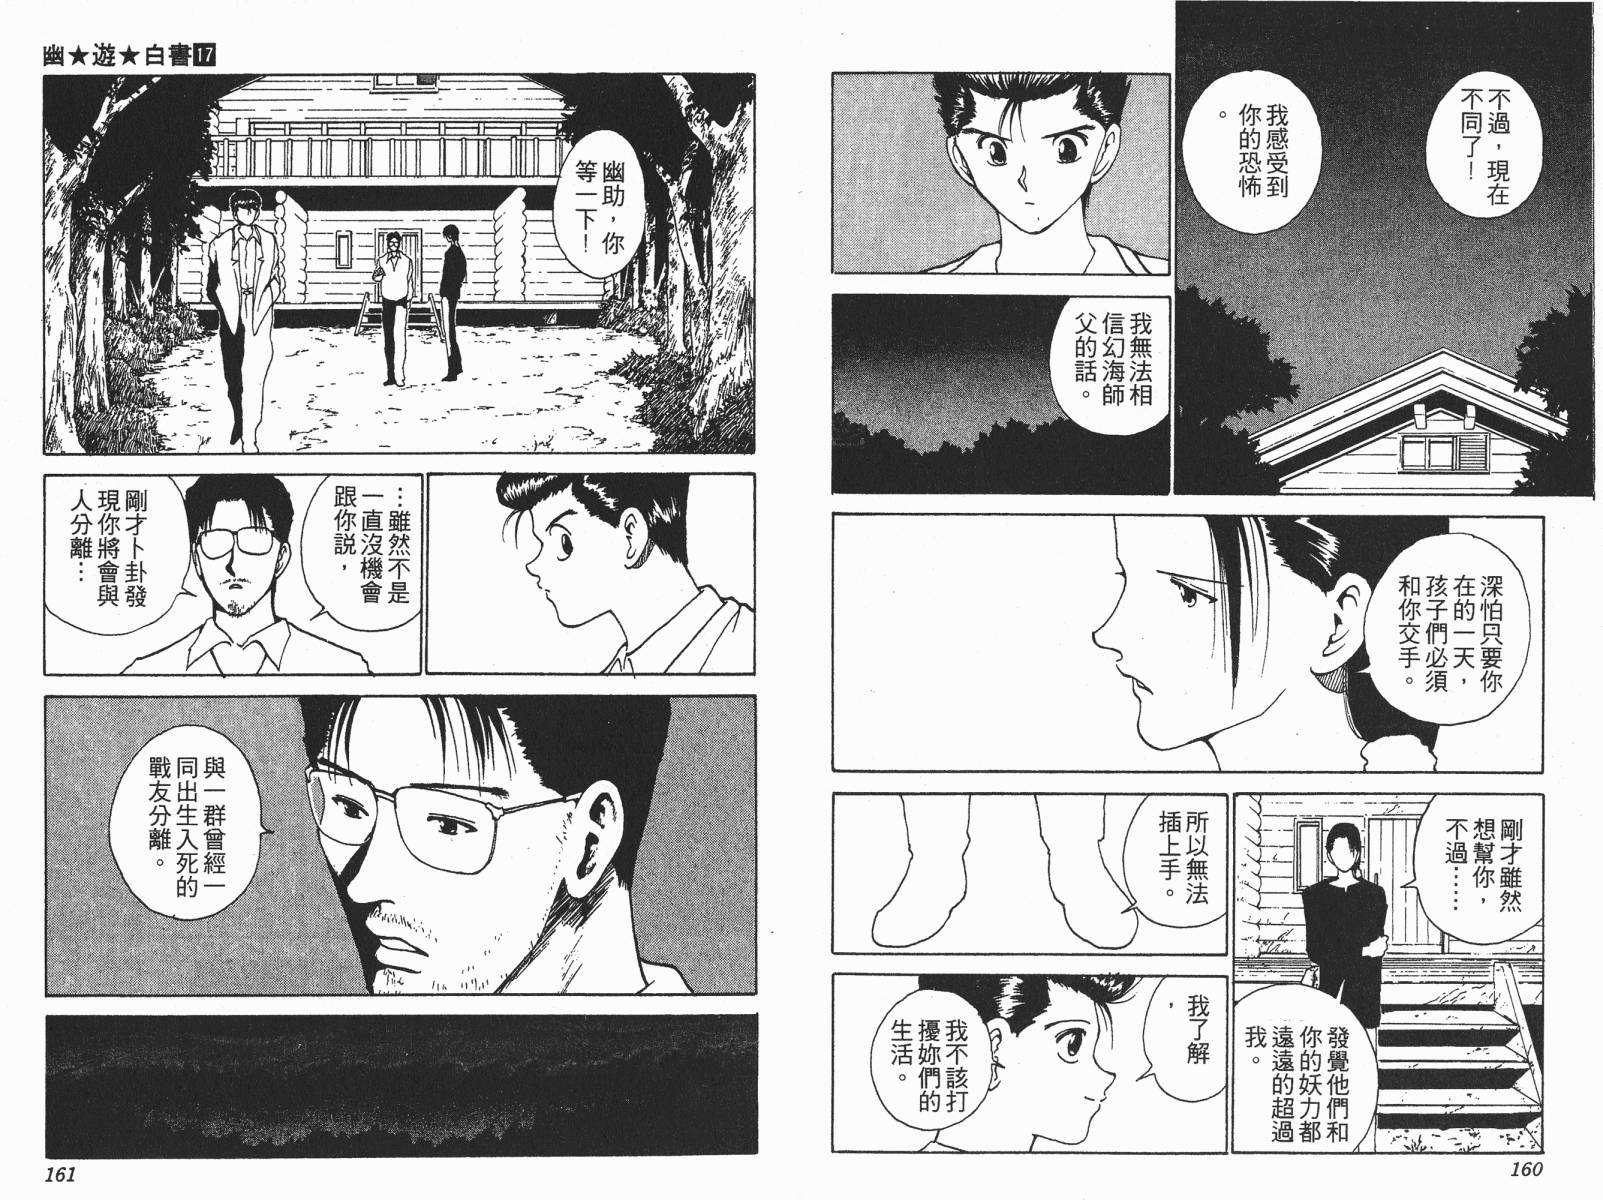 不過，現在
不同了！
我感受到
你的恐怖
。
我無法相
信幻海師
父的話。
深怕只要你
在的一天，
孩子們必須
和你交手。
剛才雖然
想幫你，
不過……
發覺他們和
你的妖力都
遠遠的超過
我。
所以無法
插上手。
我了解
，
我不該打
擾妳們的
生活。
160
幽★遊★白書17
幽助，你
等一下！
…雖然不是
一直沒機會
跟你說，
剛才卜卦發
現你將會與
人分離…
與一群曾經一
同出生入死的
戰友分離。
161